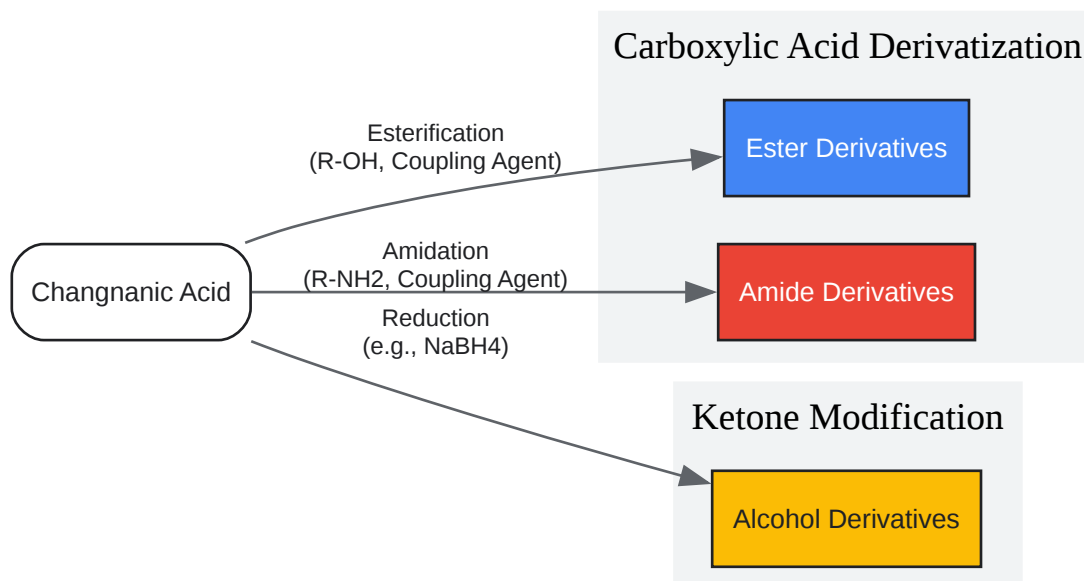 Carboxylic Acid Derivatization
Esterification
(R-OH, Coupling Agent)
Ester Derivatives
Changnanic Acid
Amidation
(R-NH2, Coupling Agent)
Amide Derivatives
Reduction
(e.g., NaBH4)
Ketone Modification
Alcohol Derivatives